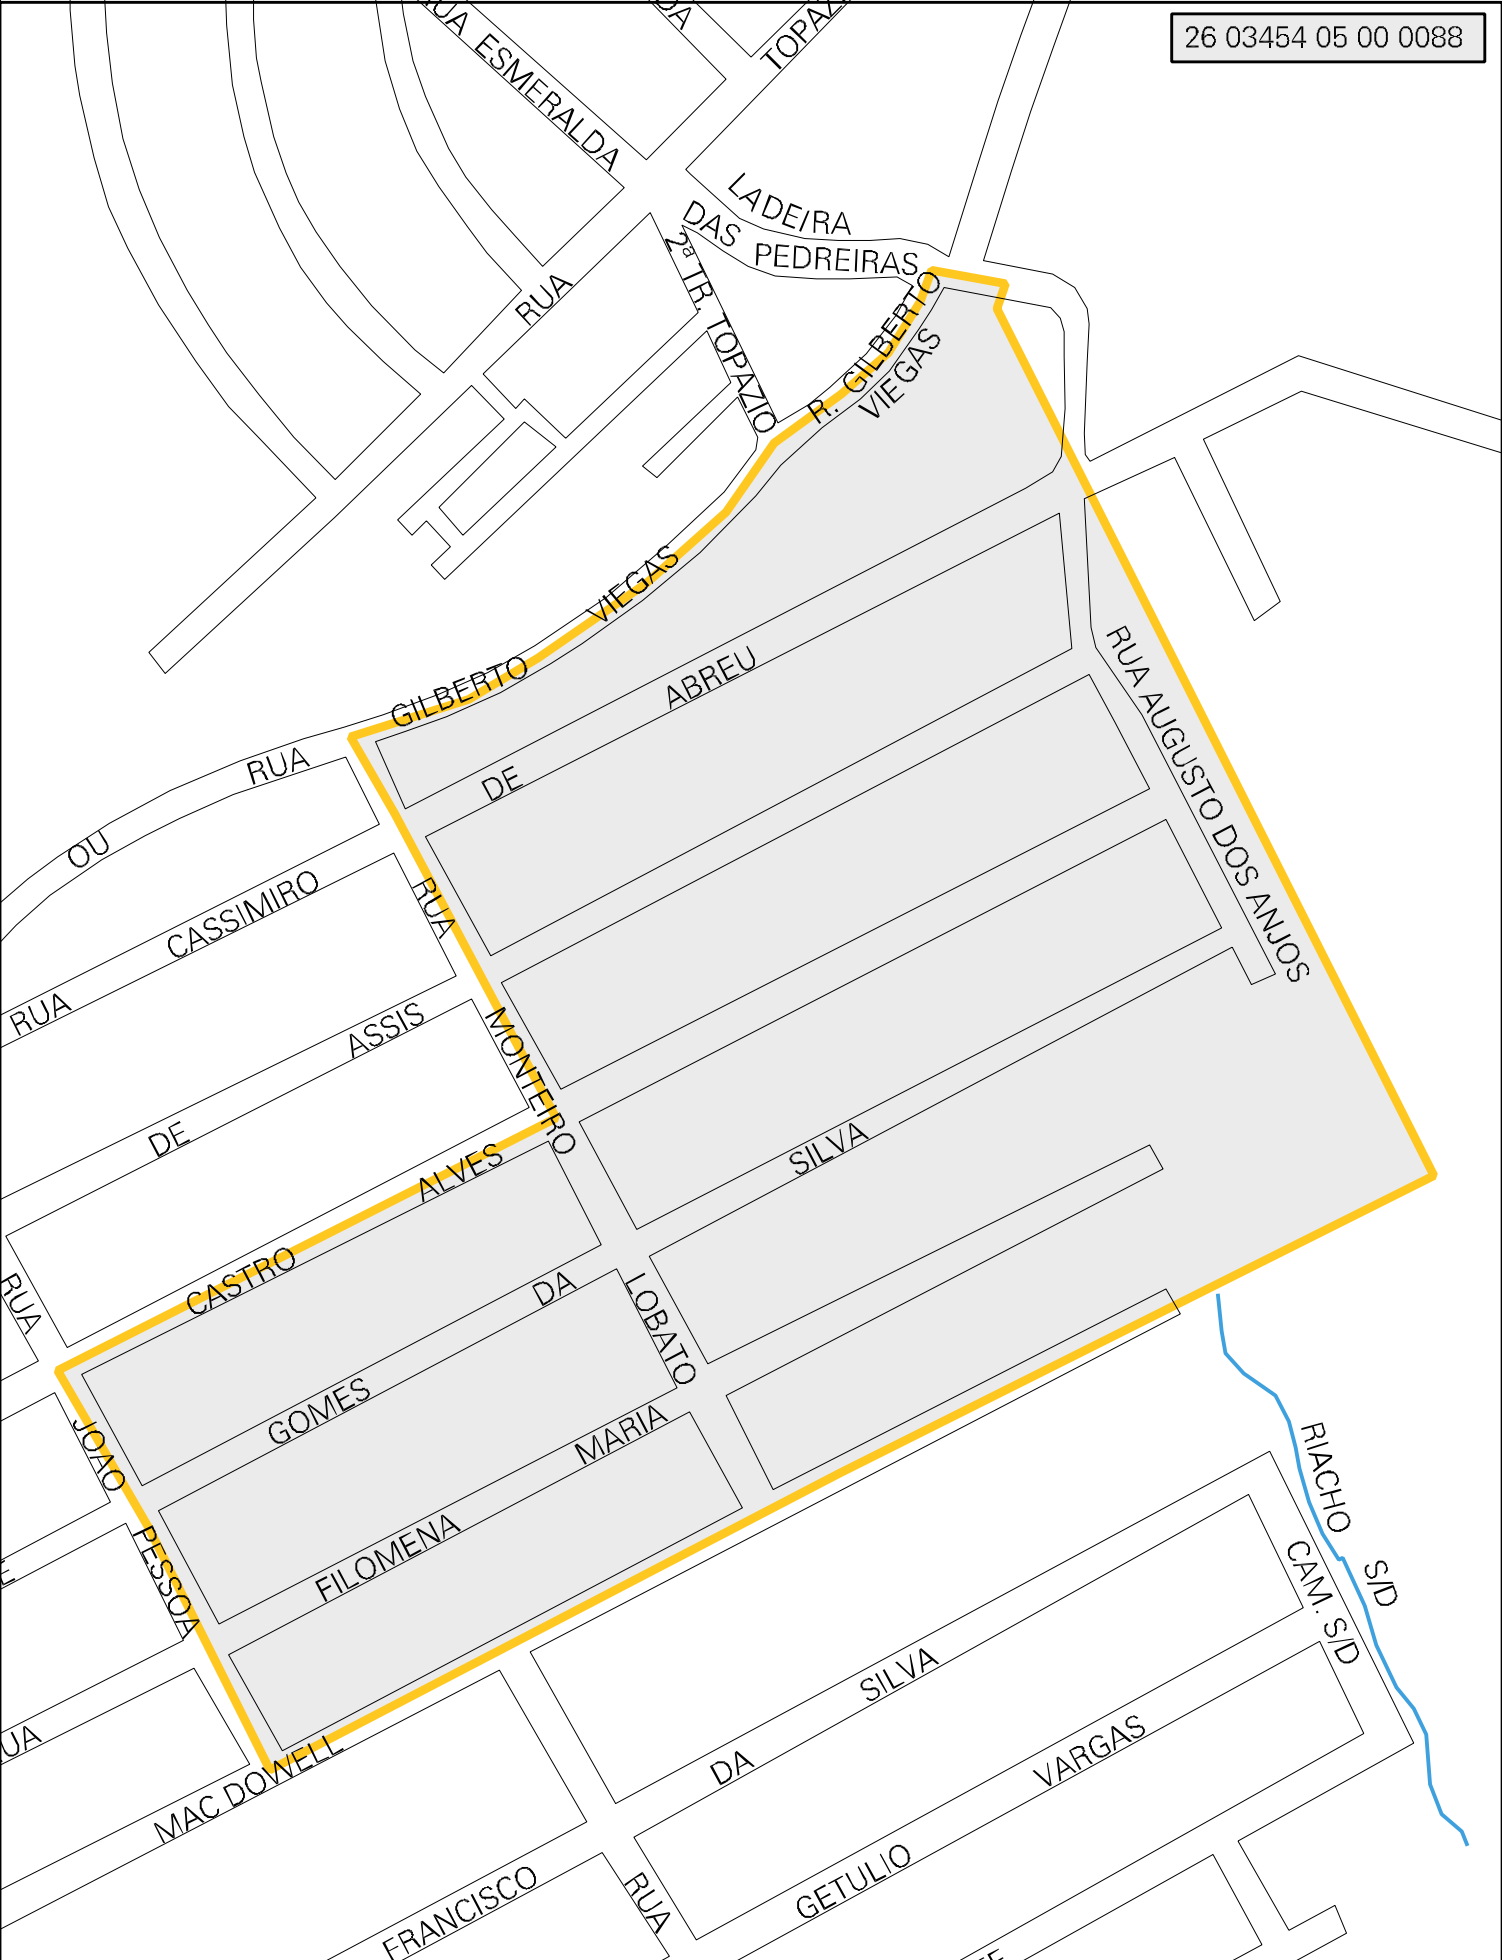 26 03454 05 00 0088
RUA ESMERALDA
DA
TOPAZ
LADEIRA
DAS PEDREIRAS
2ª TR. TOPAZIO
RUA
R. GILBERTO
VIEGAS
OU RUA GILBERTO VIEGAS
RUA CASSIMIRO DE ABREU
RUA MONTEIRO LOBATO
RUA AUGUSTO DOS ANJOS
DE ASSIS
CASTRO ALVES
GOMES DA SILVA
FILOMENA MARIA
RUA JOAO PESSOA
E
UA
MAC DOWELL
RIACHO S/D
CAM. S/D
FRANCISCO DA SILVA
GETULIO VARGAS
RUA